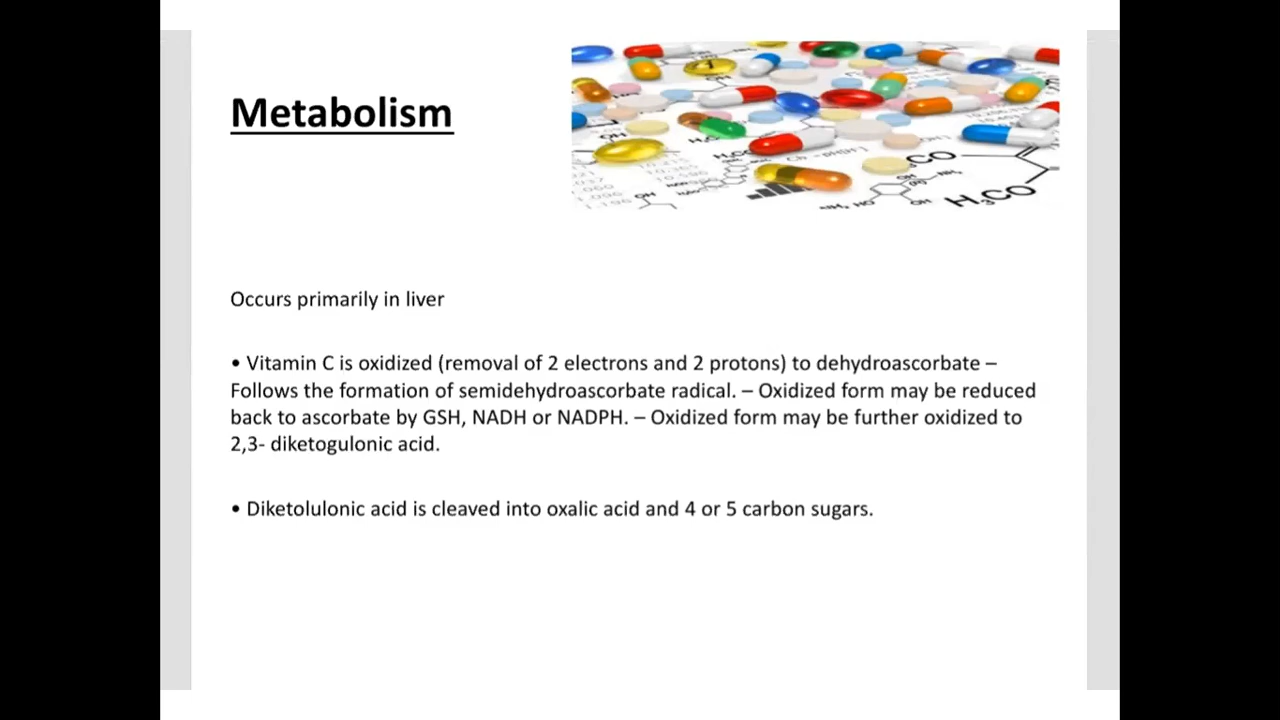 Metabolism
H₃CO
Occurs primarily in liver
• Vitamin C is oxidized (removal of 2 electrons and 2 protons) to dehydroascorbate –
Follows the formation of semidehydroascorbate radical. – Oxidized form may be reduced
back to ascorbate by GSH, NADH or NADPH. – Oxidized form may be further oxidized to
2,3- diketogulonic acid.
• Diketolulonic acid is cleaved into oxalic acid and 4 or 5 carbon sugars.